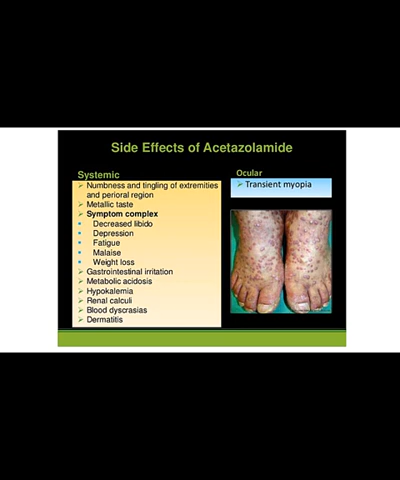 Side Effects of Acetazolamide
Systemic
Numbness and tingling of extremities
and perioral region
Metallic taste
Symptom complex
Decreased libido
Depression
Fatigue
Malaise
Weight loss
Gastrointestinal irritation
Metabolic acidosis
Hypokalemia
Renal calculi
Blood dyscrasias
Dermatitis
Ocular
Transient myopia